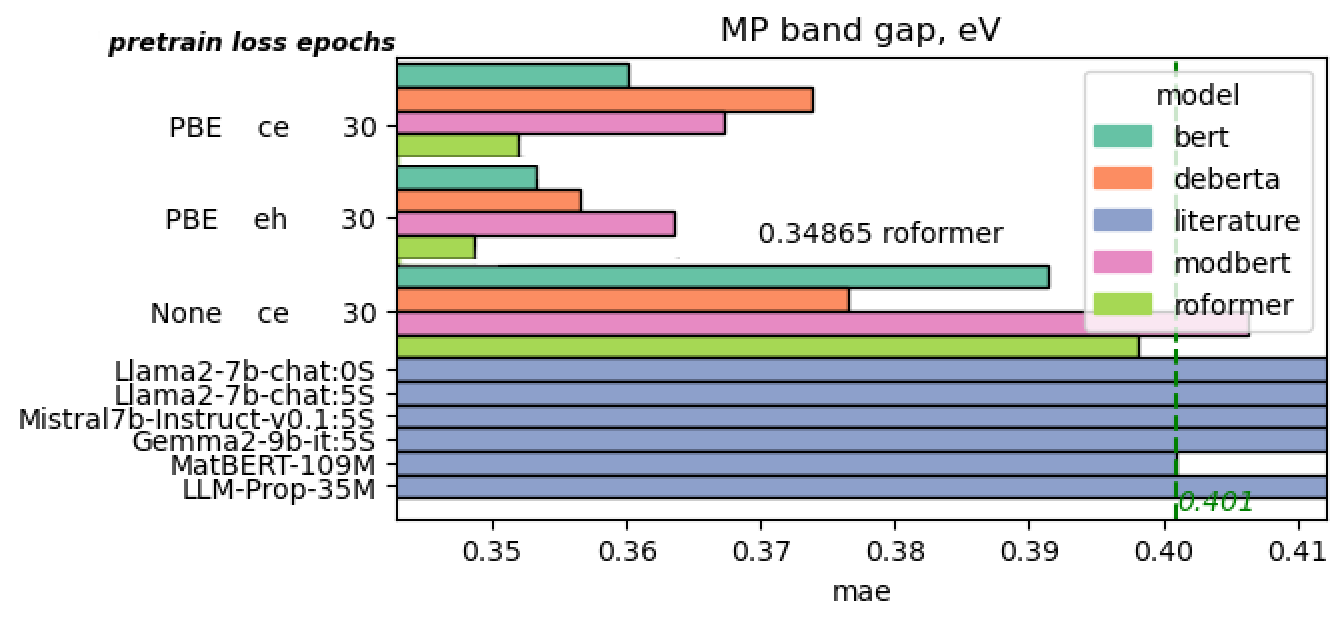 MP band gap, eV
pretrain loss epochs
PBE ce 30
PBE eh 30
None ce 30
Llama2-7b-chat:0S
Llama2-7b-chat:5S
Mistral7b-Instruct-v0.1:5S
Gemma2-9b-it:5S
MatBERT-109M
LLM-Prop-35M
0.34865 roformer
model
bert
deberta
literature
modbert
roformer
0.401
0.35 0.36 0.37 0.38 0.39 0.40 0.41
mae